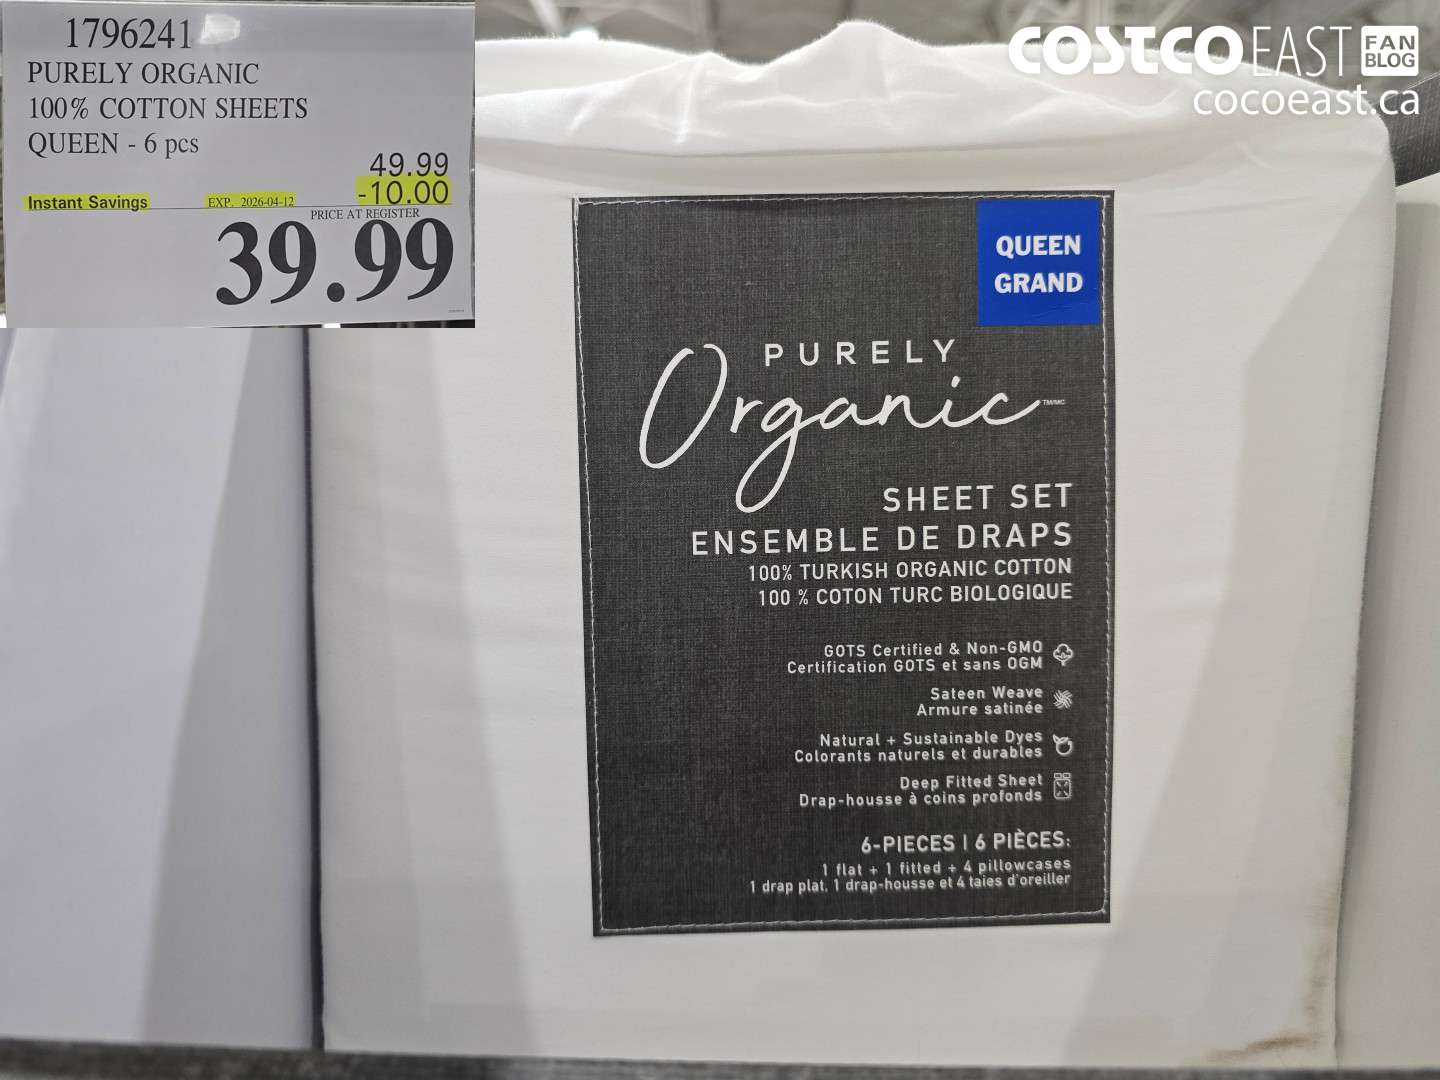 1796241
PURELY ORGANIC
100% COTTON SHEETS
QUEEN - 6 pcs
49.99
Instant Savings EXP. 2026-04-12 -10.00
PRICE AT REGISTER
39.99
COSTCO EAST FAN BLOG
cocoeast.ca
QUEEN
GRAND
PURELY
Organic TM/MC
SHEET SET
ENSEMBLE DE DRAPS
100% TURKISH ORGANIC COTTON
100 % COTON TURC BIOLOGIQUE
GOTS Certified & Non-GMO
Certification GOTS et sans OGM
Sateen Weave
Armure satinée
Natural + Sustainable Dyes
Colorants naturels et durables
Deep Fitted Sheet
Drap-housse à coins profonds
6-PIECES | 6 PIÈCES:
1 flat + 1 fitted + 4 pillowcases
1 drap plat, 1 drap-housse et 4 taies d'oreiller